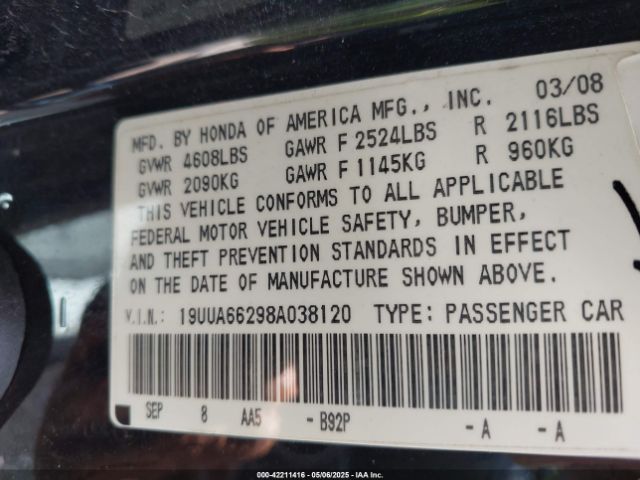 MFD. BY HONDA OF AMERICA MFG., INC. 03/08
GVWR 4608LBS GAWR F 2524LBS R 2116LBS
GVWR 2090KG GAWR F 1145KG R 960KG
THIS VEHICLE CONFORMS TO ALL APPLICABLE
FEDERAL MOTOR VEHICLE SAFETY, BUMPER,
AND THEFT PREVENTION STANDARDS IN EFFECT
ON THE DATE OF MANUFACTURE SHOWN ABOVE.
V.I.N.: 19UUA66298A038120 TYPE: PASSENGER CAR
SEP 8 AA5 - B92P - A - A
000-42211416 | 05/06/2025 | IAA Inc.